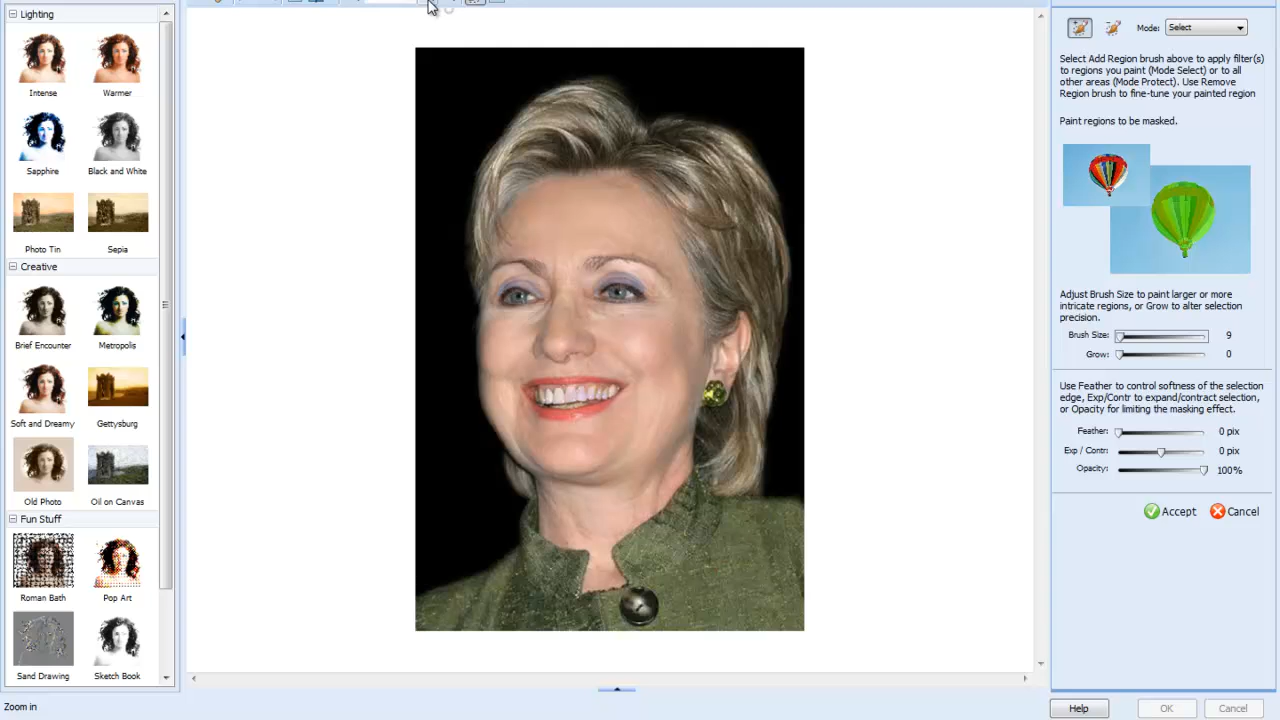 Lighting
Intense
Warmer
Sapphire
Black and White
Photo Tin
Sepia
Creative
Brief Encounter
Metropolis
Soft and Dreamy
Gettysburg
Old Photo
Oil on Canvas
Fun Stuff
Roman Bath
Pop Art
Sand Drawing
Sketch Book
Zoom in
Mode: Select
Select Add Region brush above to apply filter(s)
to regions you paint (Mode Select) or to all
other areas (Mode Protect). Use Remove
Region brush to fine-tune your painted region
Paint regions to be masked.
Adjust Brush Size to paint larger or more
intricate regions, or Grow to alter selection
precision.
Brush Size: 9
Grow: 0
Use Feather to control softness of the selection
edge, Exp/Contr to expand/contract selection,
or Opacity for limiting the masking effect.
Feather: 0 pix
Exp / Contr: 0 pix
Opacity: 100%
Accept Cancel
Help OK Cancel